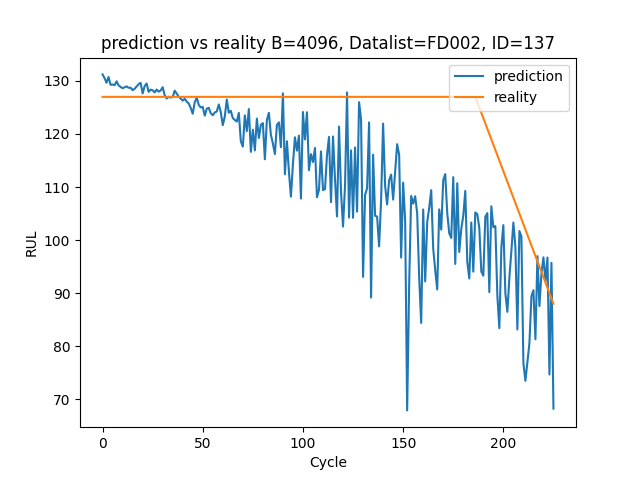 prediction vs reality B=4096, Datalist=FD002, ID=137
130
120
110
100
90
80
70
RUL
prediction
reality
0
50
100
150
200
Cycle